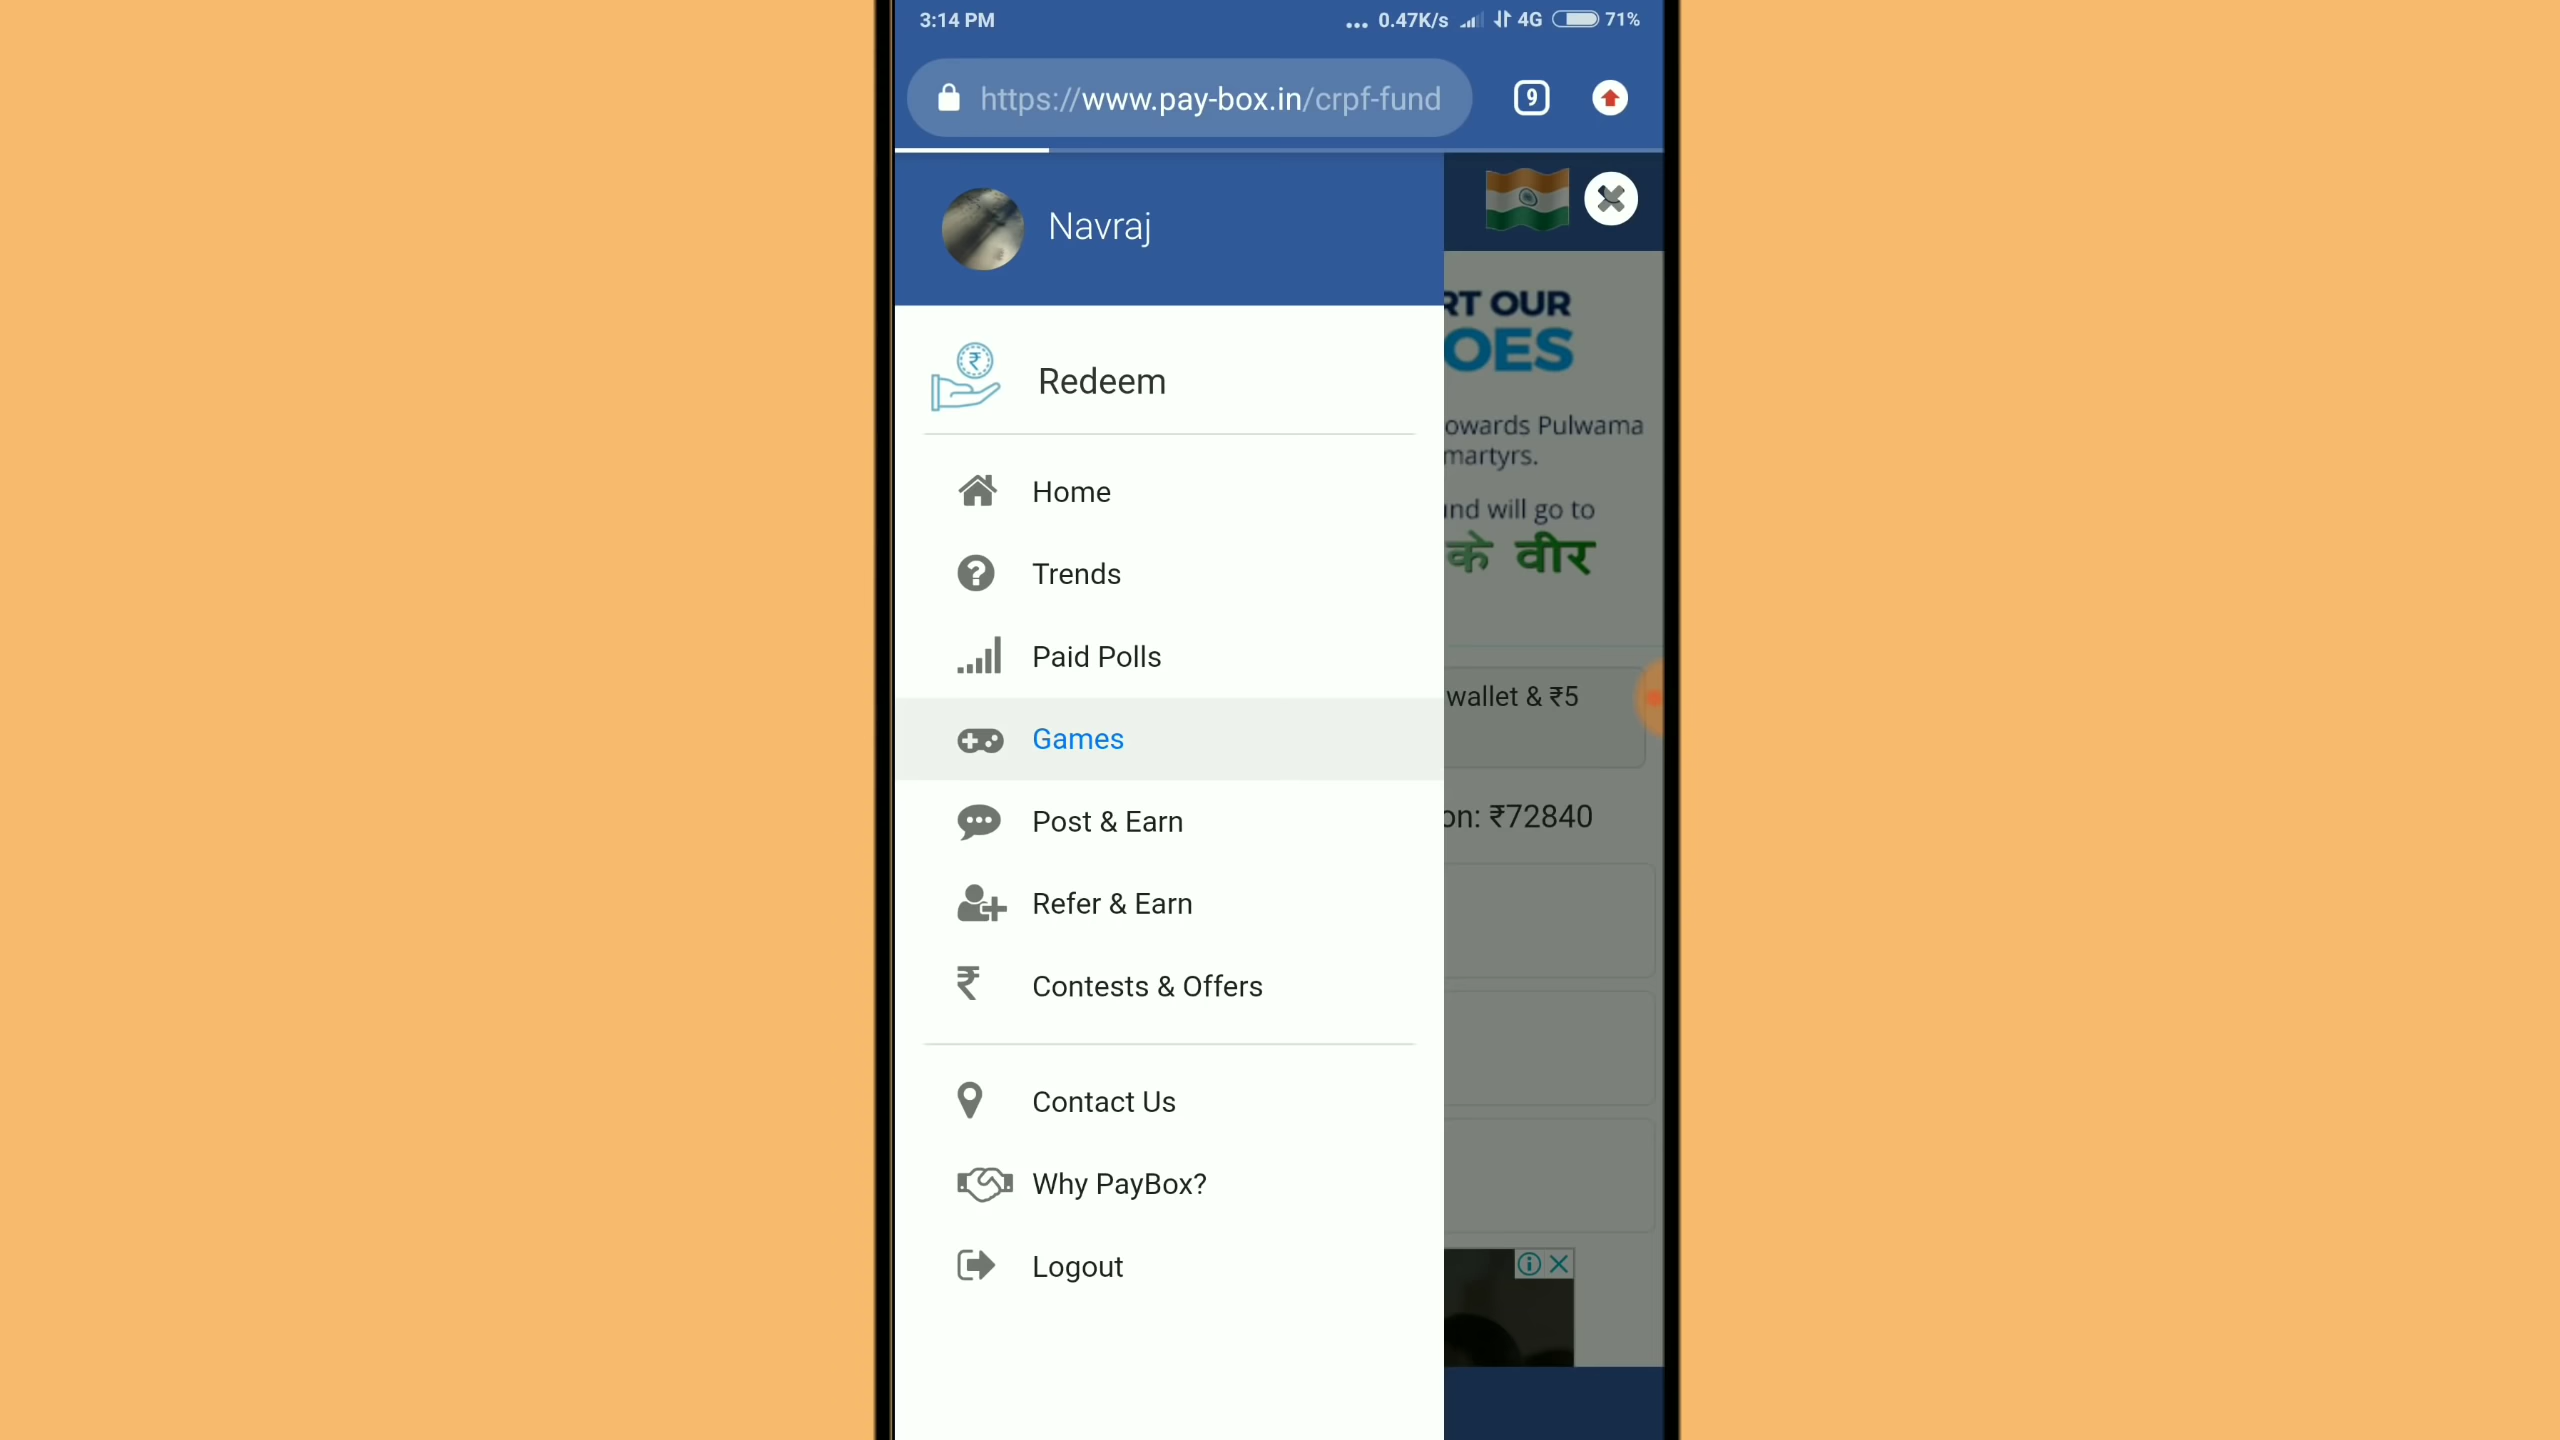 3:14 PM
... 0.47K/s 4G 71%
https://www.pay-box.in/crpf-fund
9
Navraj
RT OUR
OES
Redeem
owards Pulwama
martyrs.
Home
und will go to
के वीर
Trends
Paid Polls
wallet & ₹5
Games
on: ₹72840
Post & Earn
Refer & Earn
Contests & Offers
Contact Us
Why PayBox?
Logout